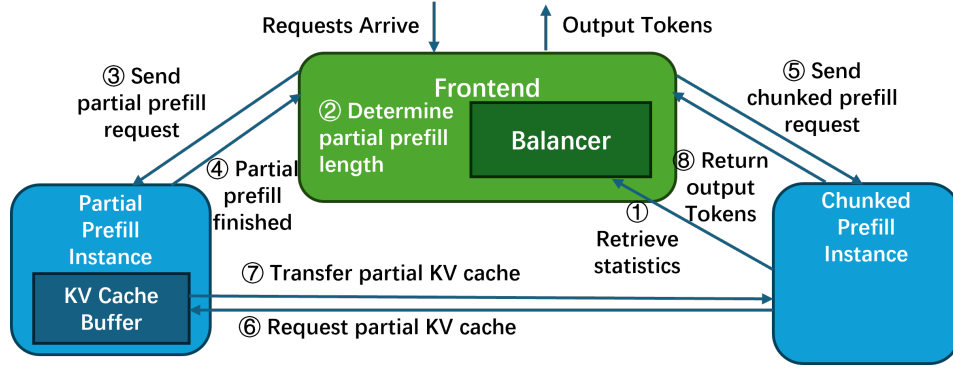 Requests Arrive
Output Tokens
③ Send
partial prefill
request
Frontend
② Determine
partial prefill
length
Balancer
⑤ Send
chunked prefill
request
④ Partial
prefill
finished
⑧ Return
output
Tokens
①
Retrieve
statistics
Partial
Prefill
Instance
KV Cache
Buffer
Chunked
Prefill
Instance
⑦ Transfer partial KV cache
⑥ Request partial KV cache